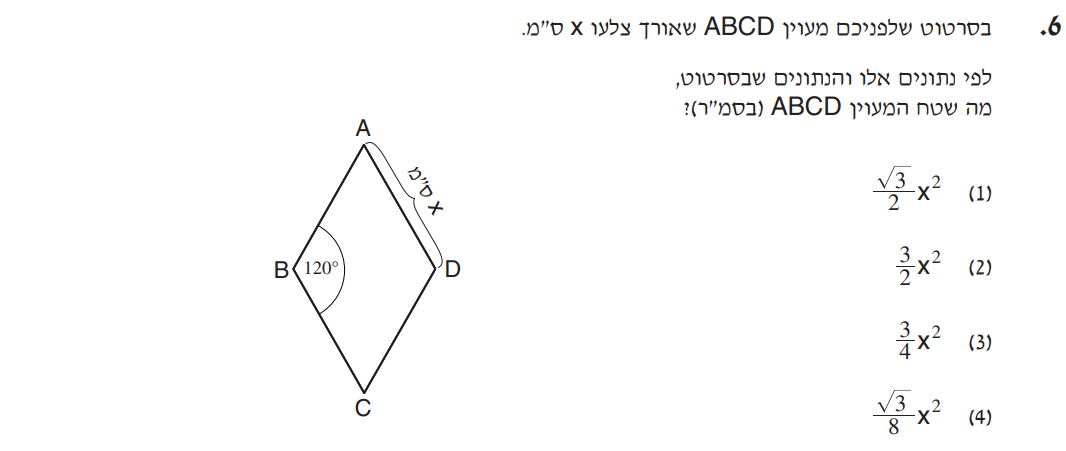 6. בסרטוט שלפניכם מעוין ABCD שאורך צלעו x ס"מ.
לפי נתונים אלו והנתונים שבסרטוט,
מה שטח המעוין ABCD (בסמ"ר)?
(1) √3/2 x²
(2) 3/2 x²
(3) 3/4 x²
(4) √3/8 x²
A
x ס"מ
B 120° D
C